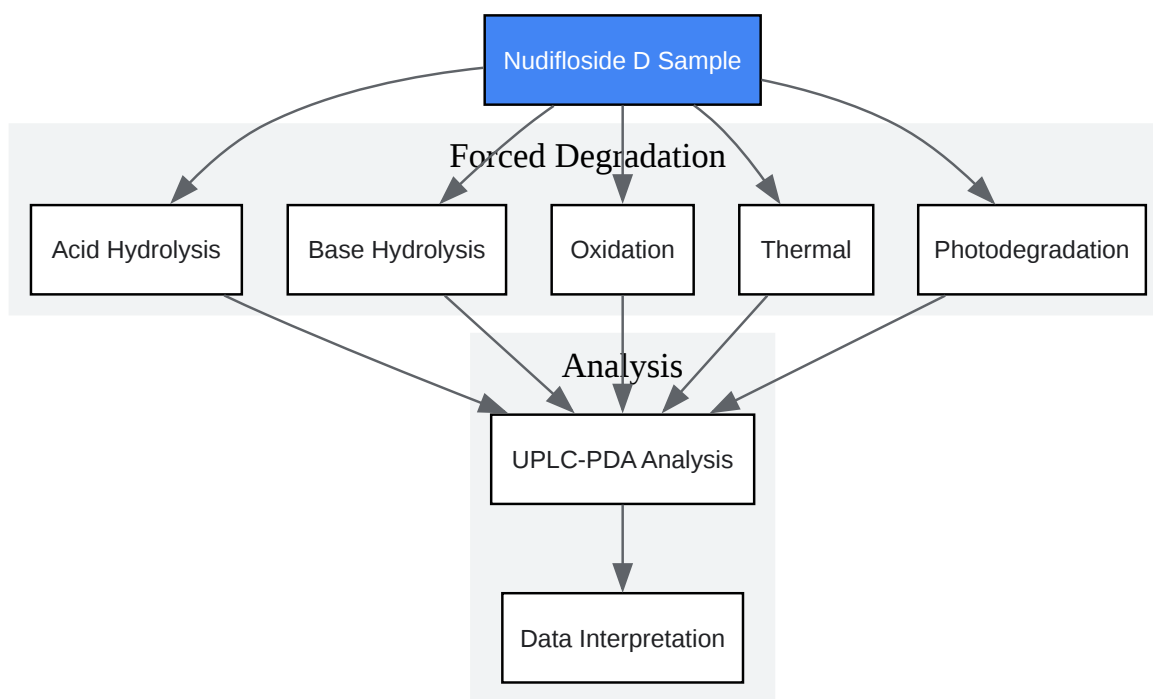 Nudifloside D Sample
Forced Degradation
Acid Hydrolysis
Base Hydrolysis
Oxidation
Thermal
Photodegradation
Analysis
UPLC-PDA Analysis
Data Interpretation